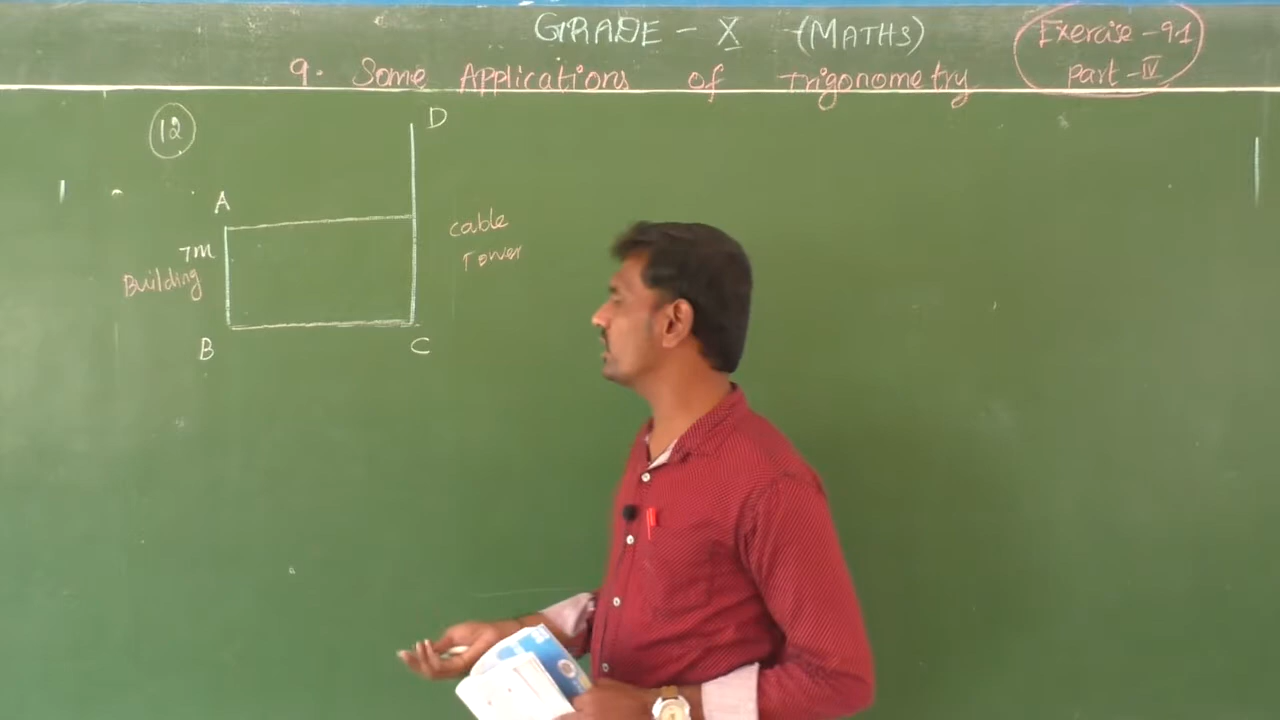 GRADE - X (MATHS)
Exercise - 9.1
Part - IV
9. Some Applications of Trigonometry
12
D
A
7m
Building
cable
Tower
B
C